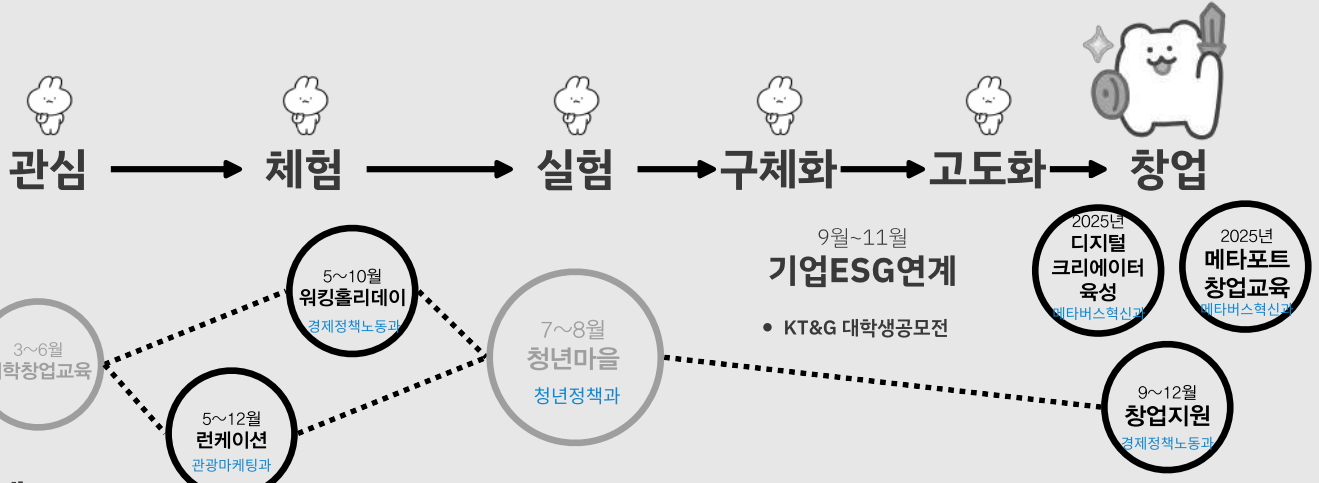 관심
체험
실험
구체화
고도화
창업
3~6월
학창업교육
5~10월
워킹홀리데이
경제정책노동과
5~12월
런케이션
관광마케팅과
7~8월
청년마을
청년정책과
9월~11월
기업ESG연계
• KT&G 대학생공모전
2025년
디지털
크리에이터
육성
메타버스혁신과
2025년
메타포트
창업교육
메타버스혁신과
9~12월
창업지원
경제정책노동과